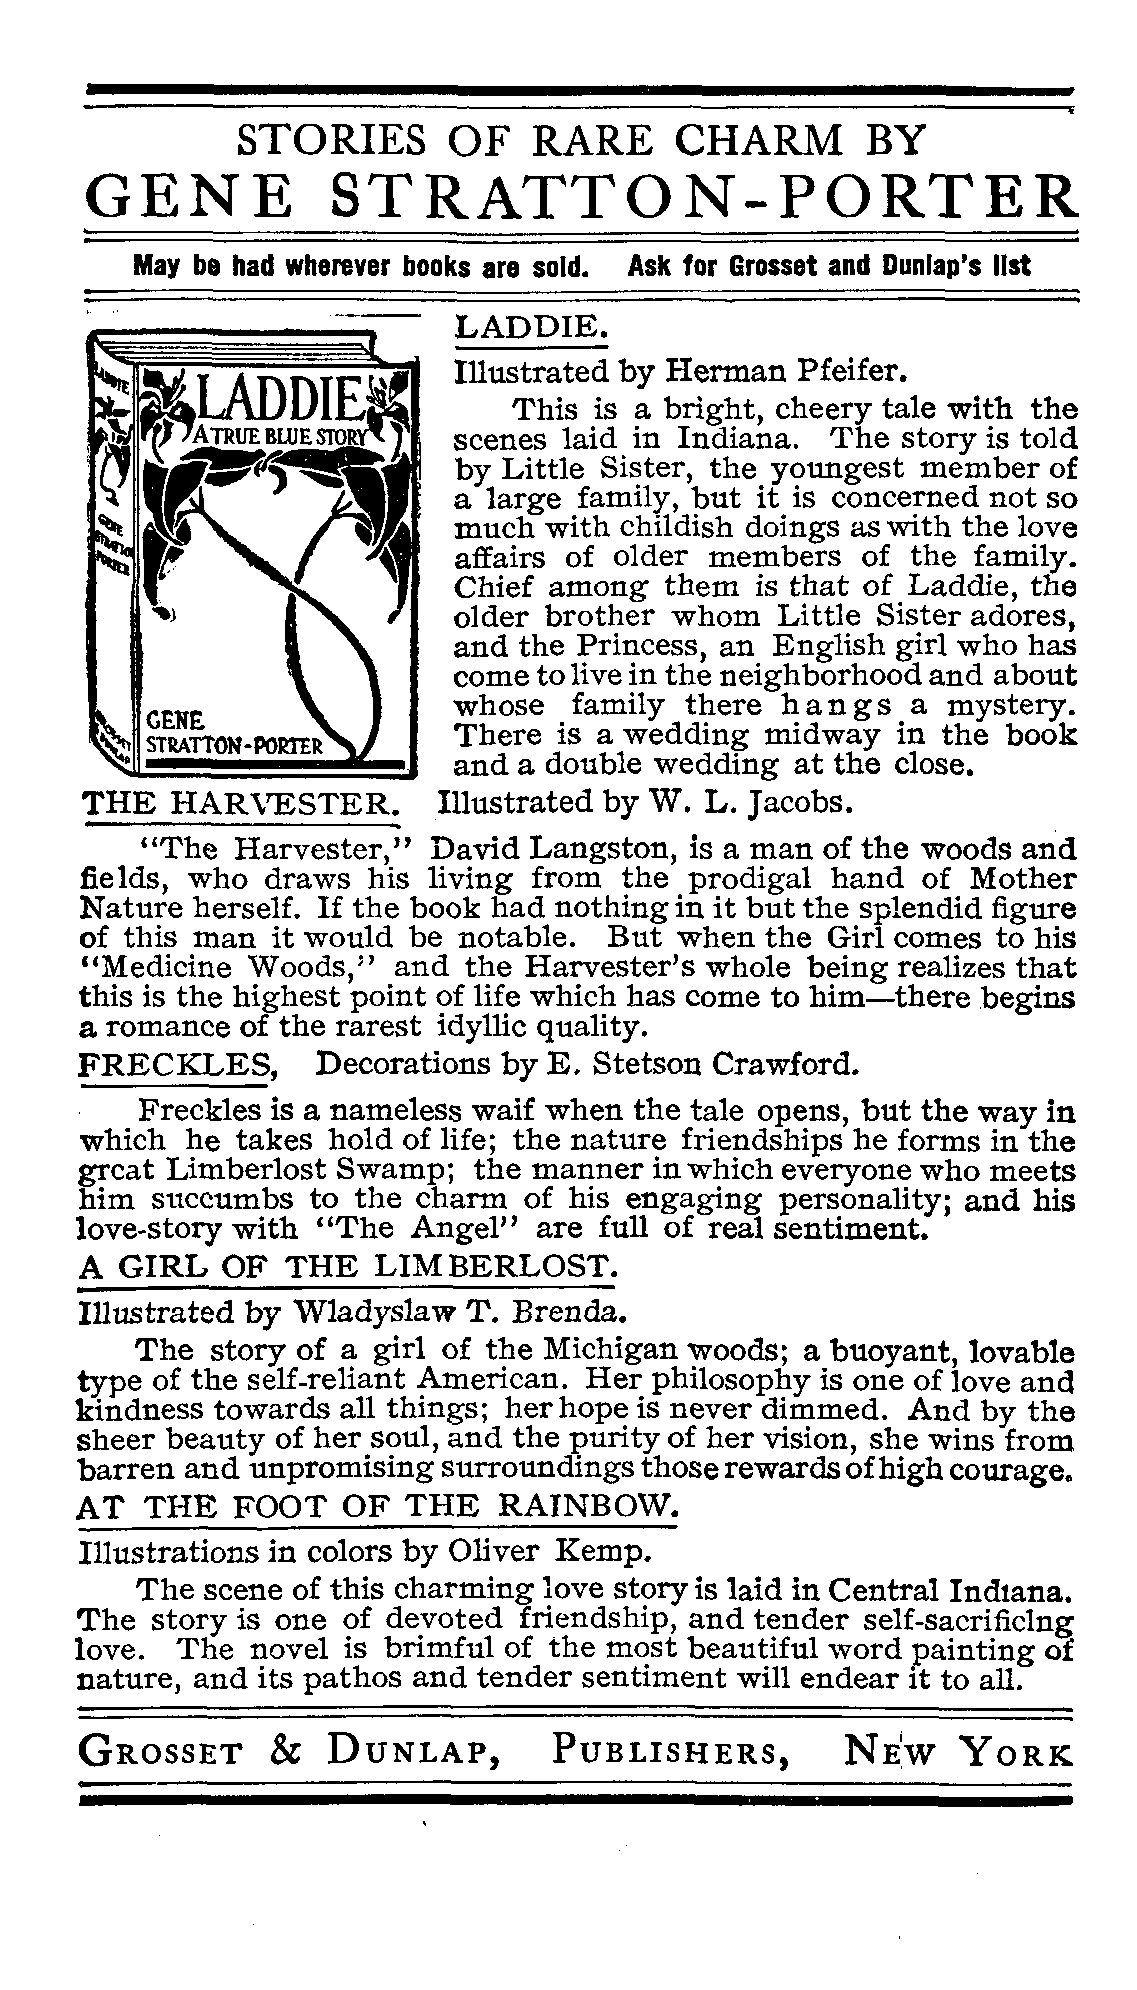 STORIES OF RARE CHARM BY
GENE STRATTON-PORTER
May be had wherever books are sold. Ask for Grosset and Dunlap's list
LADDIE
A TRUE BLUE STORY
GENE
STRATTON-PORTER
LADDIE
GENE
STRATTON
PORTER
GROSSET
DUNLAP
LADDIE.
Illustrated by Herman Pfeifer.
This is a bright, cheery tale with the
scenes laid in Indiana. The story is told
by Little Sister, the youngest member of
a large family, but it is concerned not so
much with childish doings as with the love
affairs of older members of the family.
Chief among them is that of Laddie, the
older brother whom Little Sister adores,
and the Princess, an English girl who has
come to live in the neighborhood and about
whose family there hangs a mystery.
There is a wedding midway in the book
and a double wedding at the close.
THE HARVESTER. Illustrated by W. L. Jacobs.
"The Harvester," David Langston, is a man of the woods and
fields, who draws his living from the prodigal hand of Mother
Nature herself. If the book had nothing in it but the splendid figure
of this man it would be notable. But when the Girl comes to his
"Medicine Woods," and the Harvester's whole being realizes that
this is the highest point of life which has come to him—there begins
a romance of the rarest idyllic quality.
FRECKLES, Decorations by E. Stetson Crawford.
Freckles is a nameless waif when the tale opens, but the way in
which he takes hold of life; the nature friendships he forms in the
great Limberlost Swamp; the manner in which everyone who meets
him succumbs to the charm of his engaging personality; and his
love-story with "The Angel" are full of real sentiment.
A GIRL OF THE LIMBERLOST.
Illustrated by Wladyslaw T. Brenda.
The story of a girl of the Michigan woods; a buoyant, lovable
type of the self-reliant American. Her philosophy is one of love and
kindness towards all things; her hope is never dimmed. And by the
sheer beauty of her soul, and the purity of her vision, she wins from
barren and unpromising surroundings those rewards of high courage.
AT THE FOOT OF THE RAINBOW.
Illustrations in colors by Oliver Kemp.
The scene of this charming love story is laid in Central Indiana.
The story is one of devoted friendship, and tender self-sacrificing
love. The novel is brimful of the most beautiful word painting of
nature, and its pathos and tender sentiment will endear it to all.
GROSSET & DUNLAP, PUBLISHERS, NEW YORK